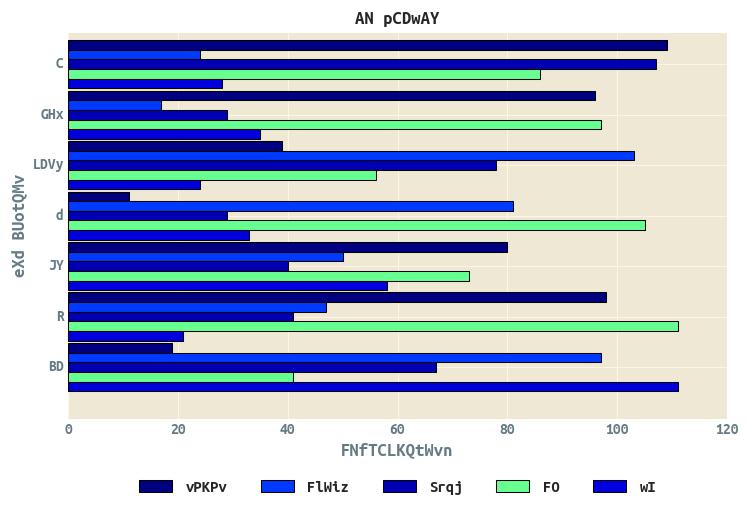 AN pCDwAY
eXd BUotQMv
C
GHx
LDVy
d
JY
R
BD
0 20 40 60 80 100 120
FNfTCLKQtWvn
vPKPv FlWiz Srqj FO wI